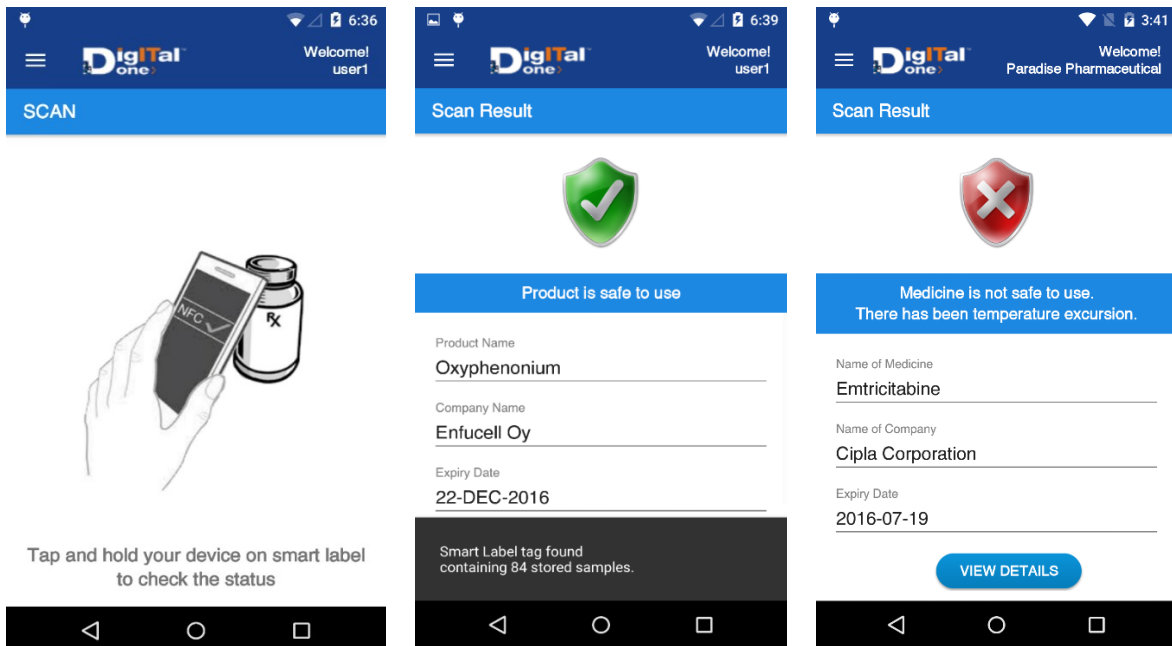 6:36
DigITal
one
Welcome!
user1
SCAN
NFC
Rx
Tap and hold your device on smart label
to check the status
6:39
DigITal
one
Welcome!
user1
Scan Result
Product is safe to use
Product Name
Oxyphenonium
Company Name
Enfucell Oy
Expiry Date
22-DEC-2016
Smart Label tag found
containing 84 stored samples.
3:41
DigITal
one
Welcome!
Paradise Pharmaceutical
Scan Result
Medicine is not safe to use.
There has been temperature excursion.
Name of Medicine
Emtricitabine
Name of Company
Cipla Corporation
Expiry Date
2016-07-19
VIEW DETAILS